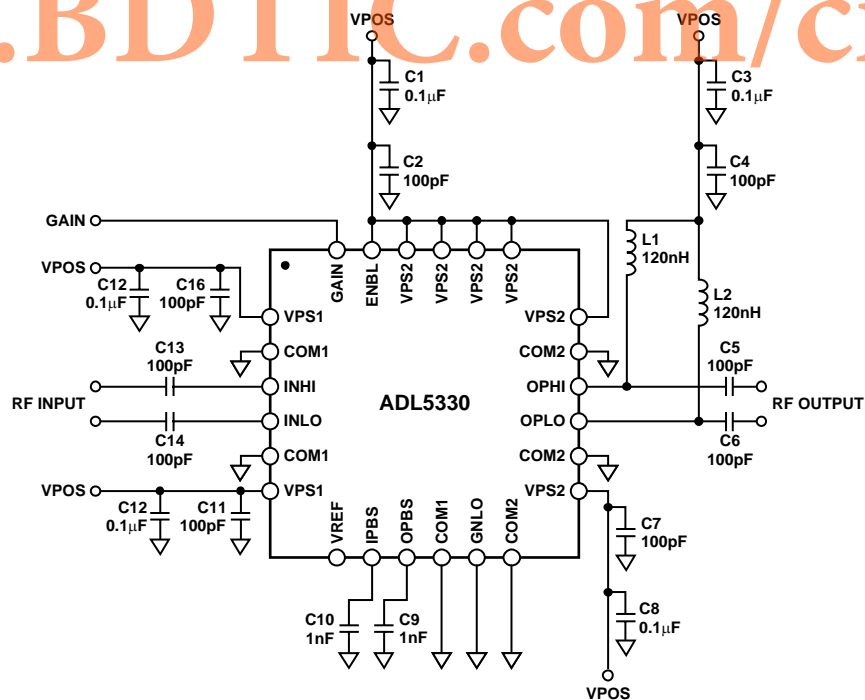 .BDTIC.com/c
VPOS
VPOS
C1
0.1µF
C3
0.1µF
C2
100pF
C4
100pF
GAIN
L1
120nH
VPOS
C12
0.1µF
C16
100pF
GAIN
ENBL
VPS2
VPS2
VPS2
VPS2
L2
120nH
VPS1
VPS2
COM1
COM2
C13
100pF
C5
100pF
INHI
OPHI
RF INPUT
ADL5330
RF OUTPUT
INLO
OPLO
C14
100pF
C6
100pF
COM1
COM2
VPOS
VPS1
VPS2
C12
0.1µF
C11
100pF
VREF
IPBS
OPBS
COM1
GNLO
COM2
C7
100pF
C10
1nF
C9
1nF
C8
0.1µF
VPOS